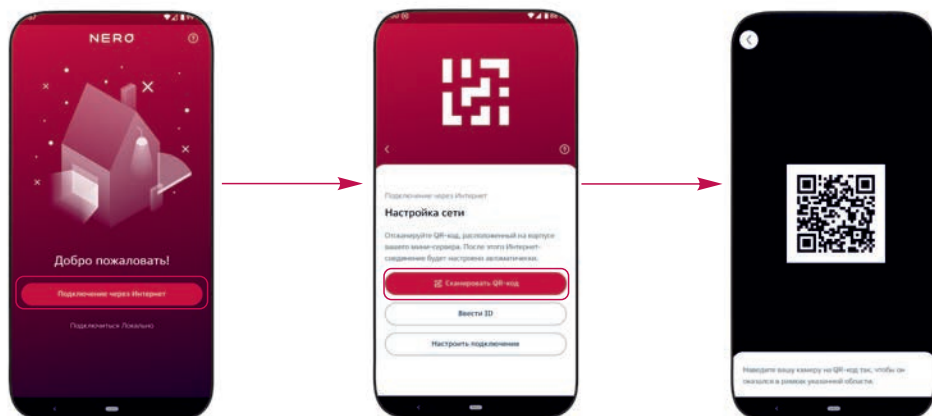 NERO
Добро пожаловать!
Подключение через Интернет
Подключиться Локально
Подключение через Интернет
Настройка сети
Отсканируйте QR-код, расположенный на корпусе
вашего мини-сервера. После этого Интернет-
соединение будет настроено автоматически.
Сканировать QR-код
Ввести ID
Настроить подключение
Наведите вашу камеру на QR-код так, чтобы он
оказался в рамках указанной области.